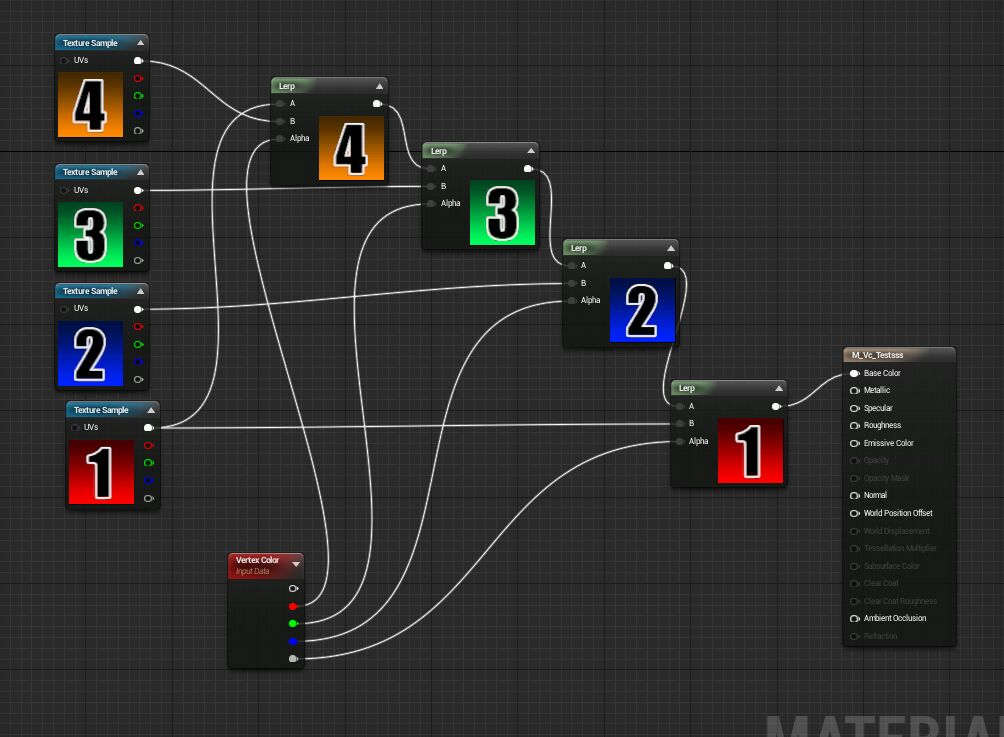 Texture Sample
UVs
4
Texture Sample
UVs
3
Texture Sample
UVs
2
Texture Sample
UVs
1
Lerp
A
B
Alpha
4
Lerp
A
B
Alpha
3
Lerp
A
B
Alpha
2
Lerp
A
B
Alpha
1
Vertex Color
Input Data
M_Vc_Testsss
Base Color
Metallic
Specular
Roughness
Emissive Color
Opacity
Opacity Mask
Normal
World Position Offset
World Displacement
Tessellation Multiplier
Subsurface Color
Clear Coat
Clear Coat Roughness
Ambient Occlusion
Refraction
MATERIA